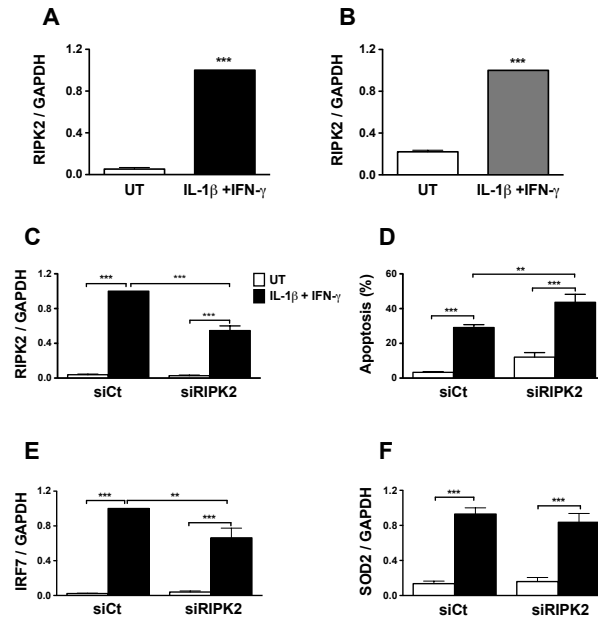 A
RIPK2 / GAPDH
1.2
0.8
0.4
0.0
***
UT
IL-1β +IFN-γ
B
RIPK2 / GAPDH
1.2
0.8
0.4
0.0
***
UT
IL-1β +IFN-γ
C
RIPK2 / GAPDH
1.2
0.8
0.4
0.0
***
***
***
siCt
siRIPK2
UT
IL-1β + IFN-γ
D
Apoptosis (%)
60
40
20
0
**
***
***
siCt
siRIPK2
E
IRF7 / GAPDH
1.2
0.8
0.4
0.0
***
**
***
siCt
siRIPK2
F
SOD2 / GAPDH
1.2
0.8
0.4
0.0
***
***
siCt
siRIPK2